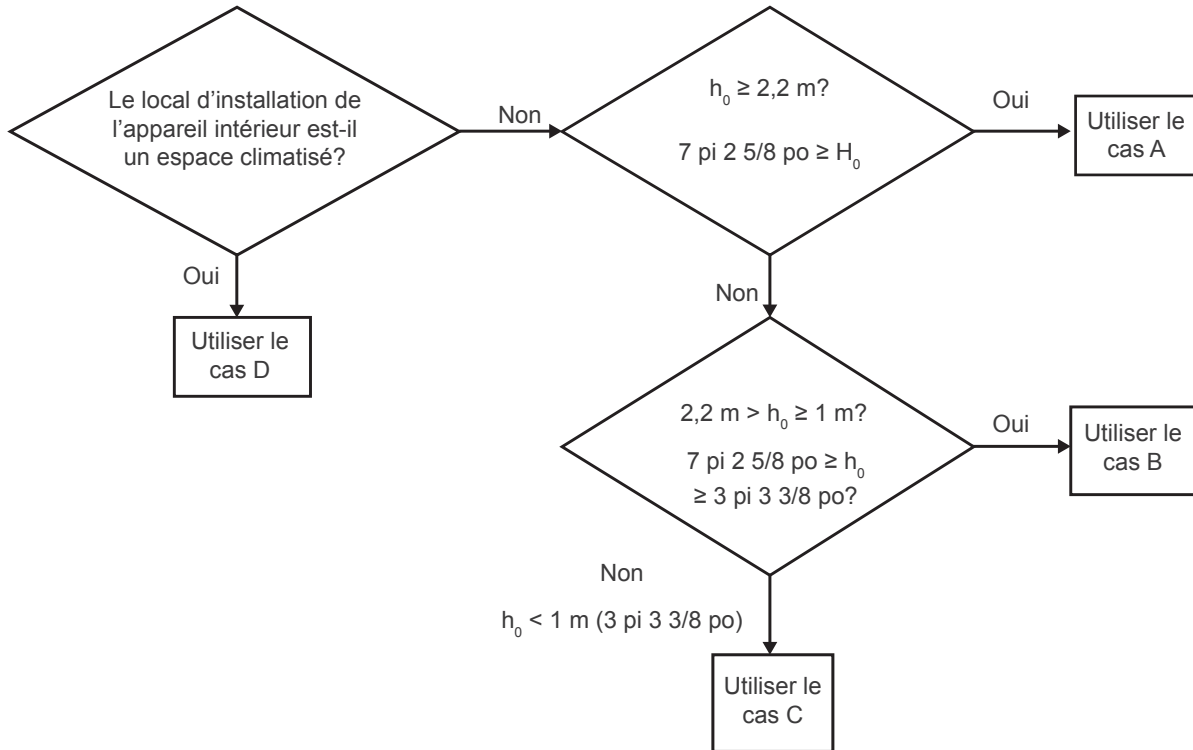 Le local d'installation de
l'appareil intérieur est-il
un espace climatisé?
Non
h₀ ≥ 2,2 m?
7 pi 2 5/8 po ≥ H₀
Oui
Utiliser le
cas A
Oui
Utiliser le
cas D
Non
2,2 m > h₀ ≥ 1 m?
7 pi 2 5/8 po ≥ h₀
≥ 3 pi 3 3/8 po?
Oui
Utiliser le
cas B
Non
h₀ < 1 m (3 pi 3 3/8 po)
Utiliser le
cas C